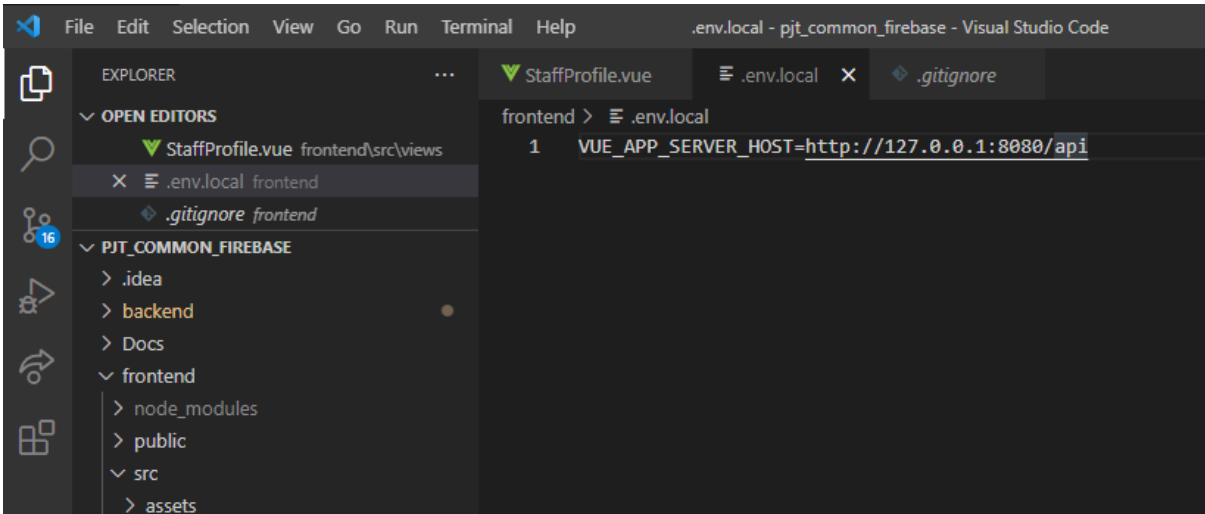 File Edit Selection View Go Run Terminal Help .env.local - pjt_common_firebase - Visual Studio Code
EXPLORER
OPEN EDITORS
StaffProfile.vue frontend\src\views
.env.local frontend
.gitignore frontend
16
PJT_COMMON_FIREBASE
.idea
backend
Docs
frontend
node_modules
public
src
assets
StaffProfile.vue .env.local .gitignore
frontend > .env.local
1 VUE_APP_SERVER_HOST=http://127.0.0.1:8080/api